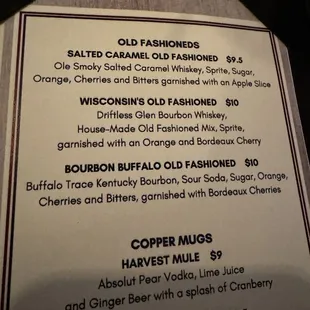 OLD FASHIONEDS
SALTED CARAMEL OLD FASHIONED $9.5
Ole Smoky Salted Caramel Whiskey, Sprite, Sugar,
Orange, Cherries and Bitters garnished with an Apple Slice
WISCONSIN'S OLD FASHIONED $10
Driftless Glen Bourbon Whiskey,
House-Made Old Fashioned Mix, Sprite,
garnished with an Orange and Bordeaux Cherry
BOURBON BUFFALO OLD FASHIONED $10
Buffalo Trace Kentucky Bourbon, Sour Soda, Sugar, Orange,
Cherries and Bitters, garnished with Bordeaux Cherries
COPPER MUGS
HARVEST MULE $9
Absolut Pear Vodka, Lime Juice
and Ginger Beer with a splash of Cranberry